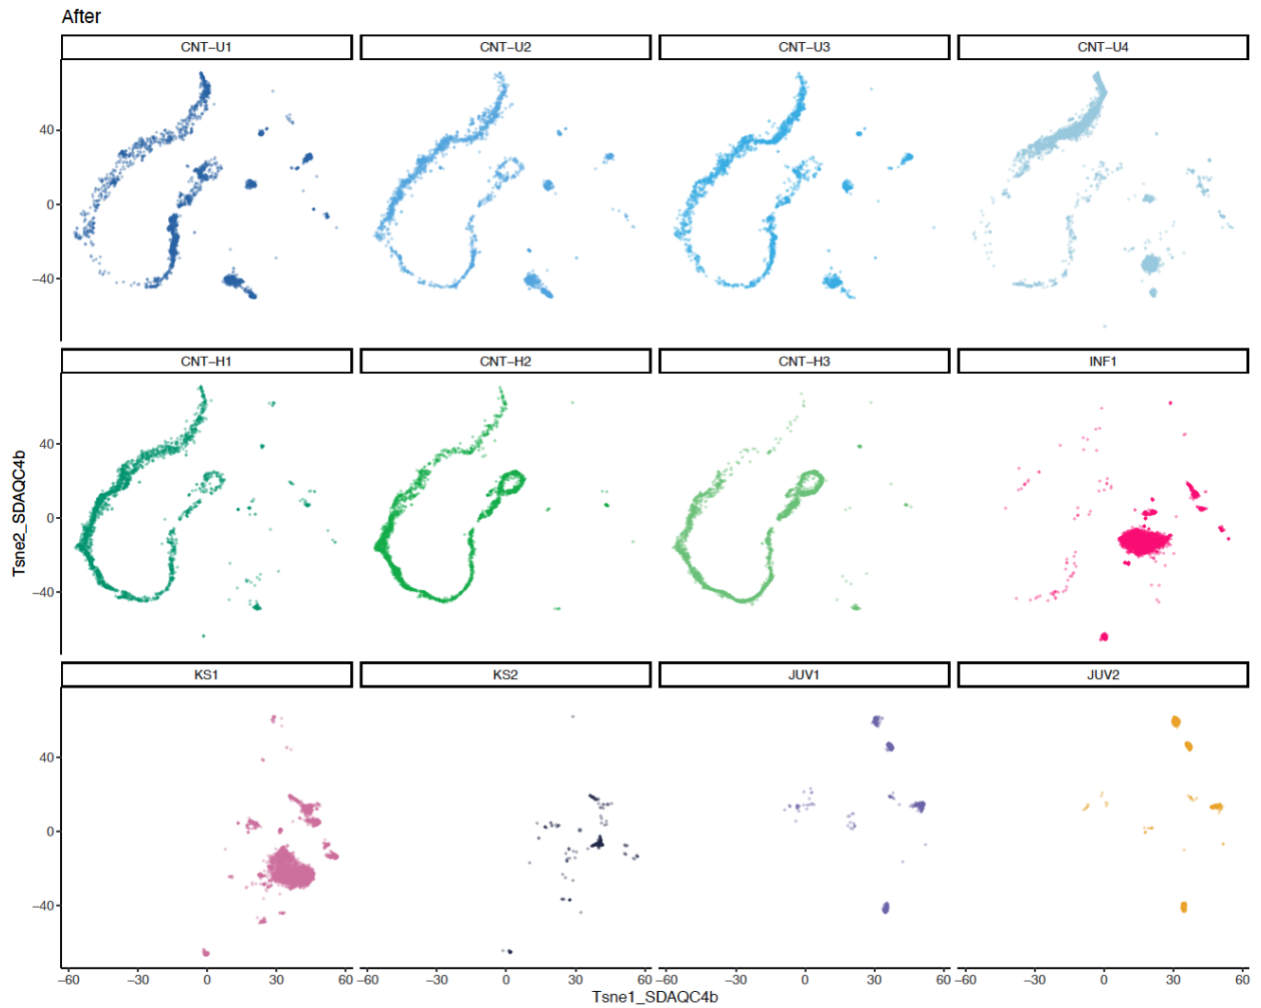 After
CNT-U1 CNT-U2 CNT-U3 CNT-U4
40
0
-40
CNT-H1 CNT-H2 CNT-H3 INF1
40
0
-40
KS1 KS2 JUV1 JUV2
40
0
-40
-60 -30 0 30 60 -60 -30 0 30 60 -60 -30 0 30 60 -60 -30 0 30 60
Tsne1_SDAQC4b
Tsne2_SDAQC4b